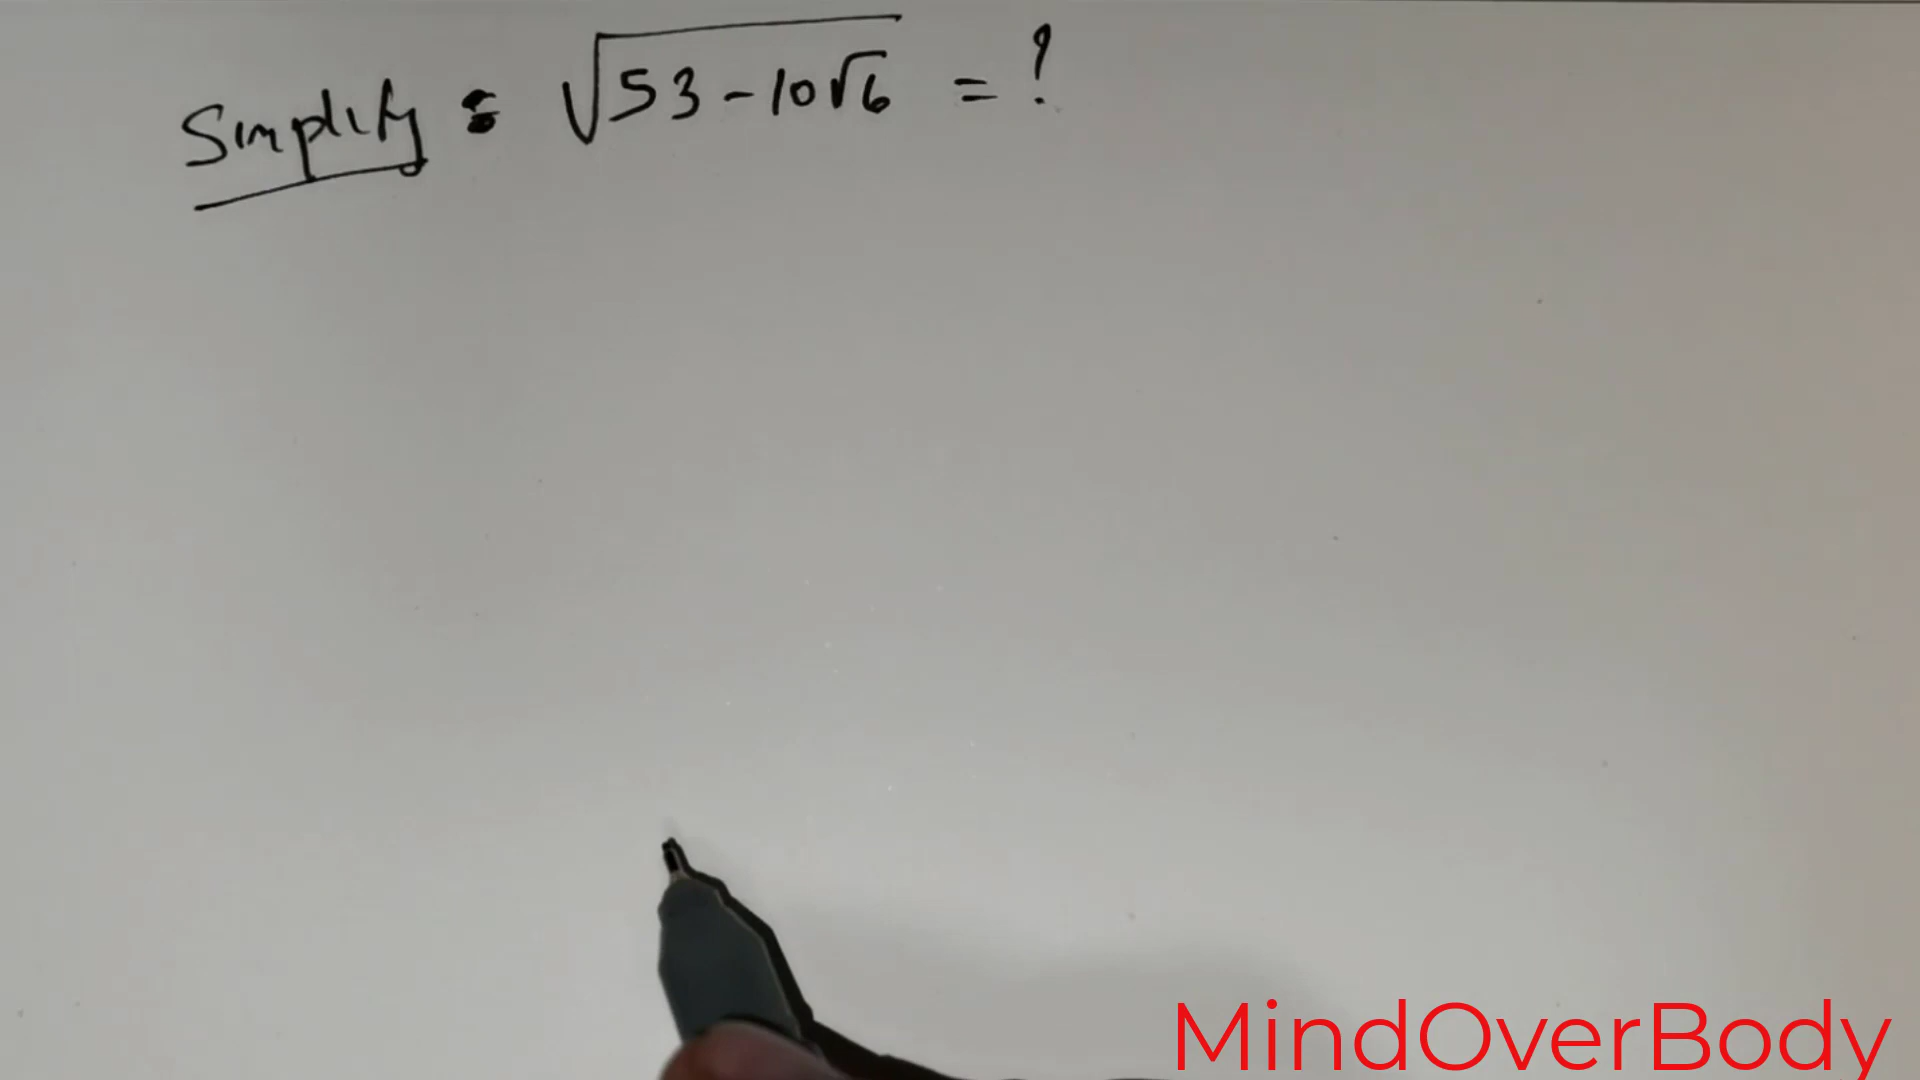 Simplify : √53 - 10√6 = ?
MindOverBody